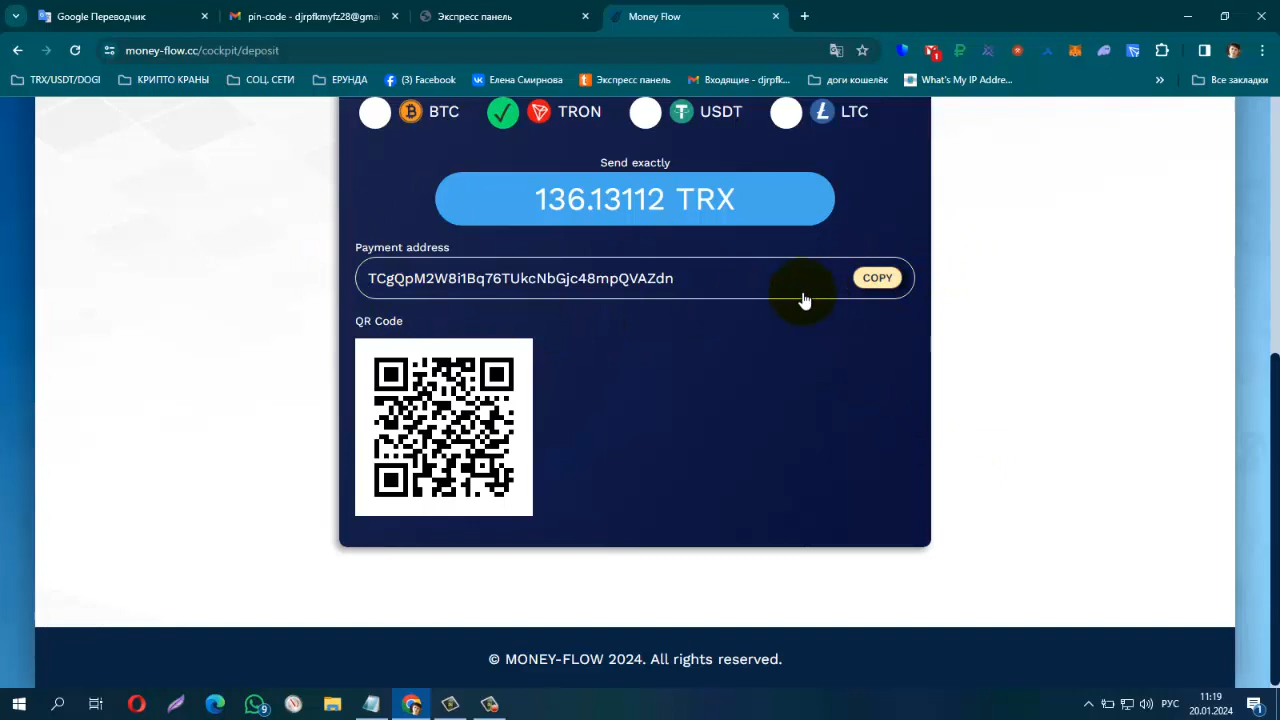 Google Переводчик
pin-code - djrpfkmyfz28@gma
Экспресс панель
Money Flow
money-flow.cc/cockpit/deposit
1
TRX/USDT/DOGI
КРИПТО КРАНЫ
СОЦ. СЕТИ
ЕРУНДА
(3) Facebook
Елена Смирнова
Экспресс панель
Входящие - djrpfk...
доги кошелёк
What's My IP Addre...
Все закладки
BTC
TRON
USDT
LTC
Send exactly
136.13112 TRX
Payment address
TCgQpM2W8i1Bq76TUkcNbGjc48mpQVAZdn
COPY
QR Code
© MONEY-FLOW 2024. All rights reserved.
9
РУС
11:19
20.01.2024
1